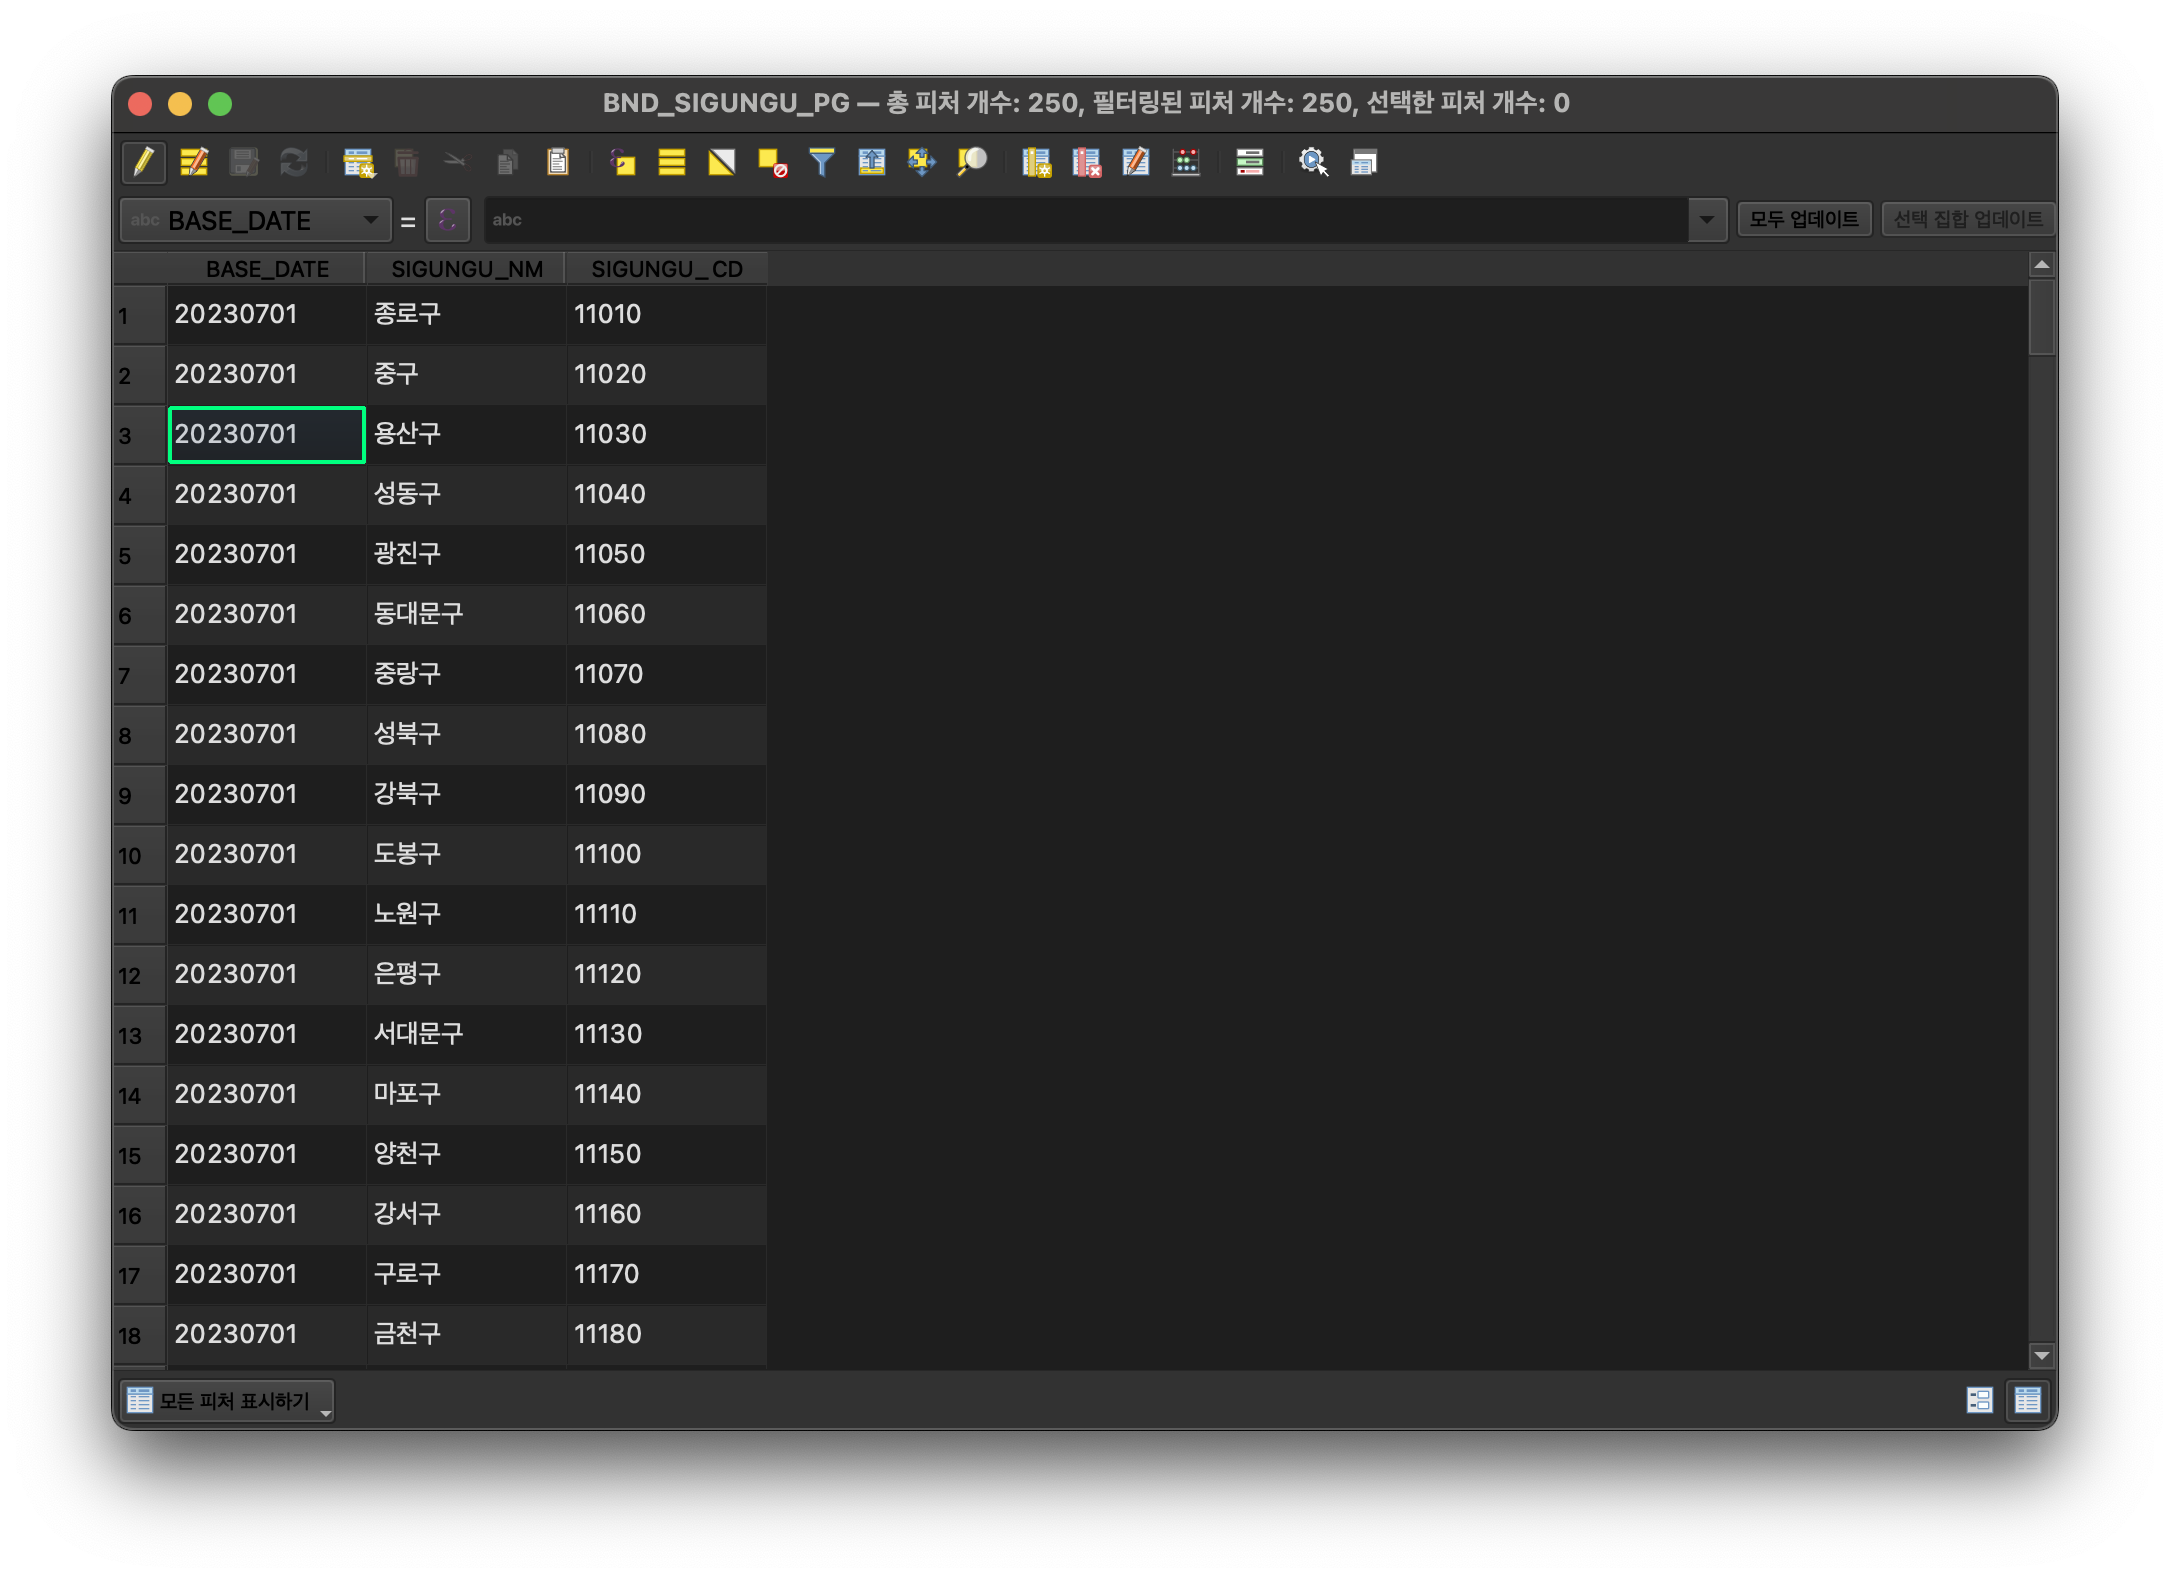 BND_SIGUNGU_PG — 총 피처 개수: 250, 필터링된 피처 개수: 250, 선택한 피처 개수: 0
abc BASE_DATE = ε abc 모두 업데이트 선택 집합 업데이트
BASE_DATE SIGUNGU_NM SIGUNGU_CD
1 20230701 종로구 11010
2 20230701 중구 11020
3 20230701 용산구 11030
4 20230701 성동구 11040
5 20230701 광진구 11050
6 20230701 동대문구 11060
7 20230701 중랑구 11070
8 20230701 성북구 11080
9 20230701 강북구 11090
10 20230701 도봉구 11100
11 20230701 노원구 11110
12 20230701 은평구 11120
13 20230701 서대문구 11130
14 20230701 마포구 11140
15 20230701 양천구 11150
16 20230701 강서구 11160
17 20230701 구로구 11170
18 20230701 금천구 11180
모든 피처 표시하기